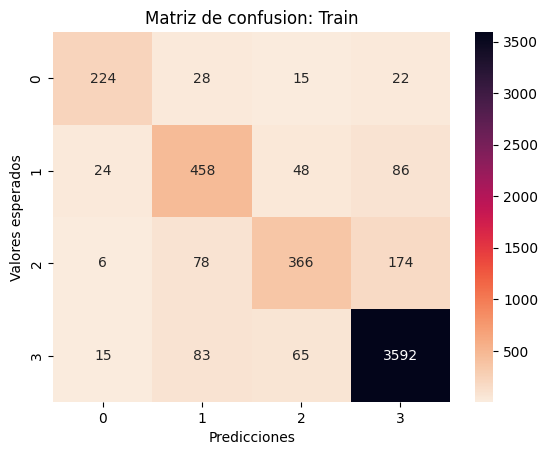 Matriz de confusion: Train
0 224 28 15 22
1 24 458 48 86
2 6 78 366 174
3 15 83 65 3592
0 1 2 3
Predicciones
Valores esperados
3500
3000
2500
2000
1500
1000
500